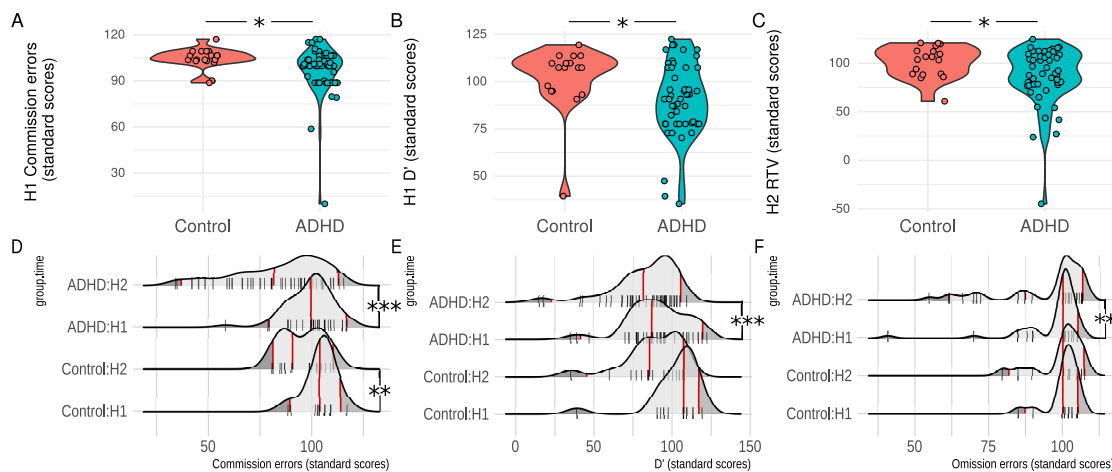 A
H1 Commission errors
(standard scores)
120
90
60
30
*
Control
ADHD
B
H1 D' (standard scores)
125
100
75
50
*
Control
ADHD
C
H2 RTV (standard scores)
100
50
0
-50
*
Control
ADHD
D
group.time
ADHD:H2
ADHD:H1
Control:H2
Control:H1
***
**
50
100
Commission errors (standard scores)
E
group.time
ADHD:H2
ADHD:H1
Control:H2
Control:H1
***
0
50
100
150
D' (standard scores)
F
group.time
ADHD:H2
ADHD:H1
Control:H2
Control:H1
**
50
75
100
Omission errors (standard scores)